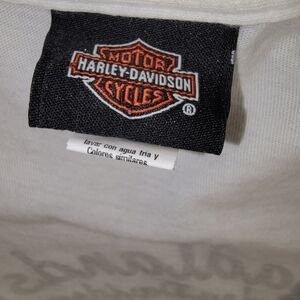 MOTOR
HARLEY-DAVIDSON
CYCLES
®
lavar con agua fria Y
Colores similares